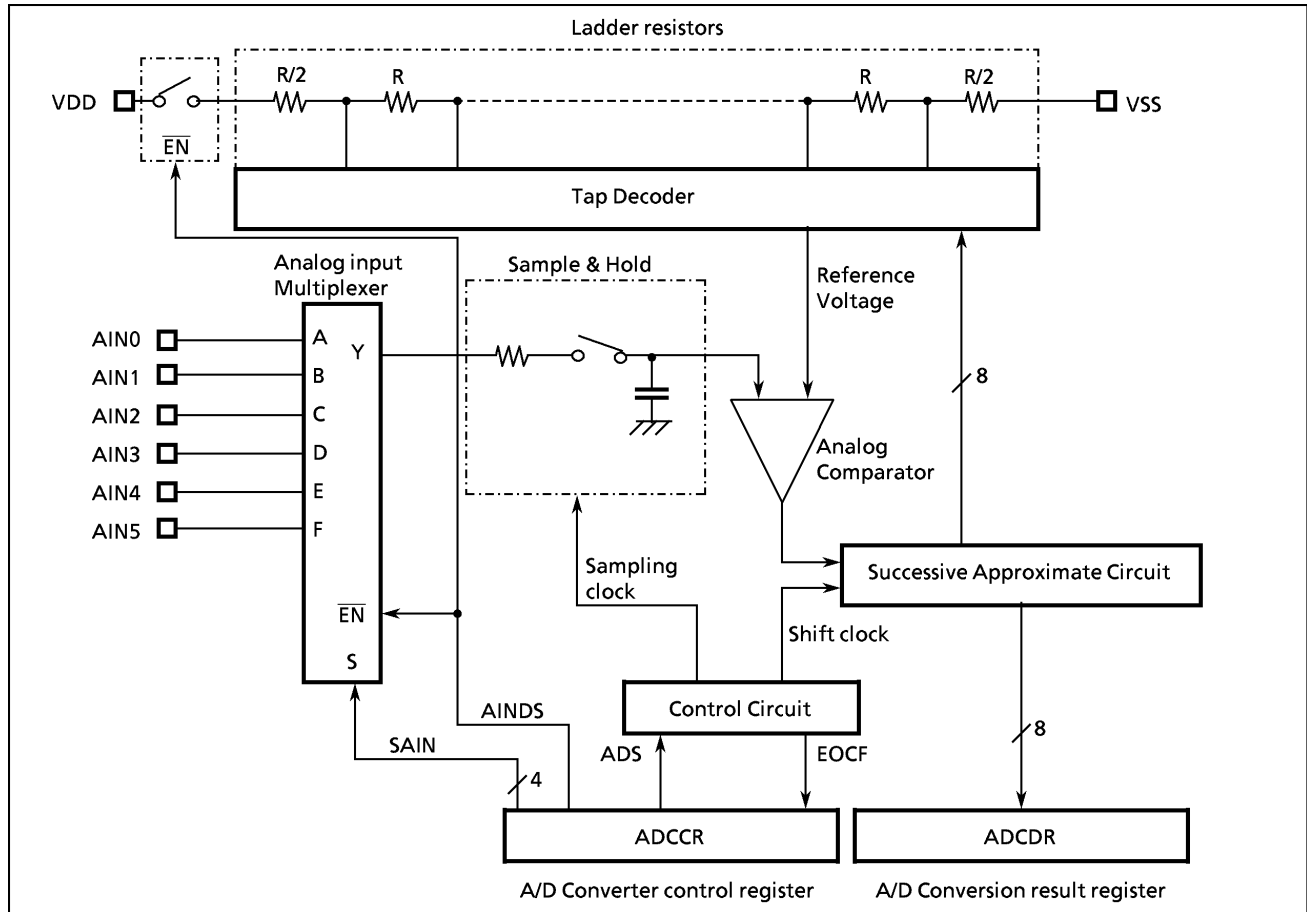 Ladder resistors
R/2
R
R
R/2
VDD
VSS
EN
Tap Decoder
Analog input
Multiplexer
Sample & Hold
Reference
Voltage
AIN0
A
Y
AIN1
B
8
AIN2
C
AIN3
D
Analog
Comparator
AIN4
E
AIN5
F
Sampling
clock
Successive Approximate Circuit
EN
Shift clock
S
AINDS
Control Circuit
SAIN
ADS
EOCF
8
4
ADCCR
ADCDR
A/D Converter control register
A/D Conversion result register